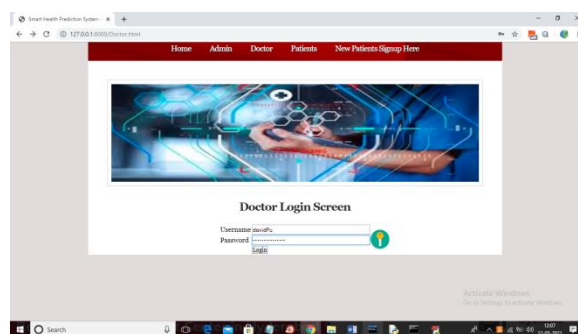 Smart Health Prediction System
127.0.0.1:8000/Doctor.html
Home Admin Doctor Patients New Patients Signup Here
Doctor Login Screen
Username
Password
Login
Activate Windows
Go to Settings to activate Windows.
Search